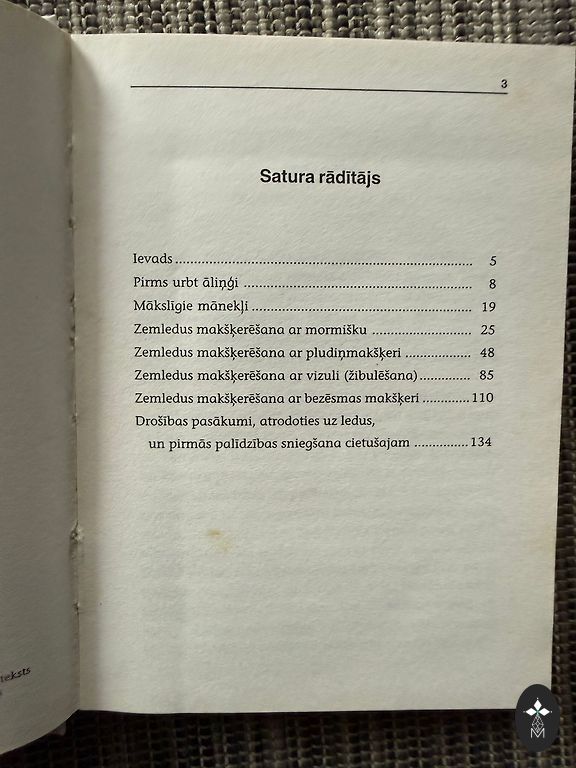 3
Satura rādītājs
Ievads ........................................................................ 5
Pirms urbt āliņģi ........................................................ 8
Mākslīgie mānekļi ...................................................... 19
Zemledus makšķerēšana ar mormišku ........................ 25
Zemledus makšķerēšana ar pludiņmakšķeri ................. 48
Zemledus makšķerēšana ar vizuli (žibulēšana) ............. 85
Zemledus makšķerēšana ar bezēsmas makšķeri ............ 110
Drošības pasākumi, atrodoties uz ledus,
un pirmās palīdzības sniegšana cietušajam .............. 134
teksts
M